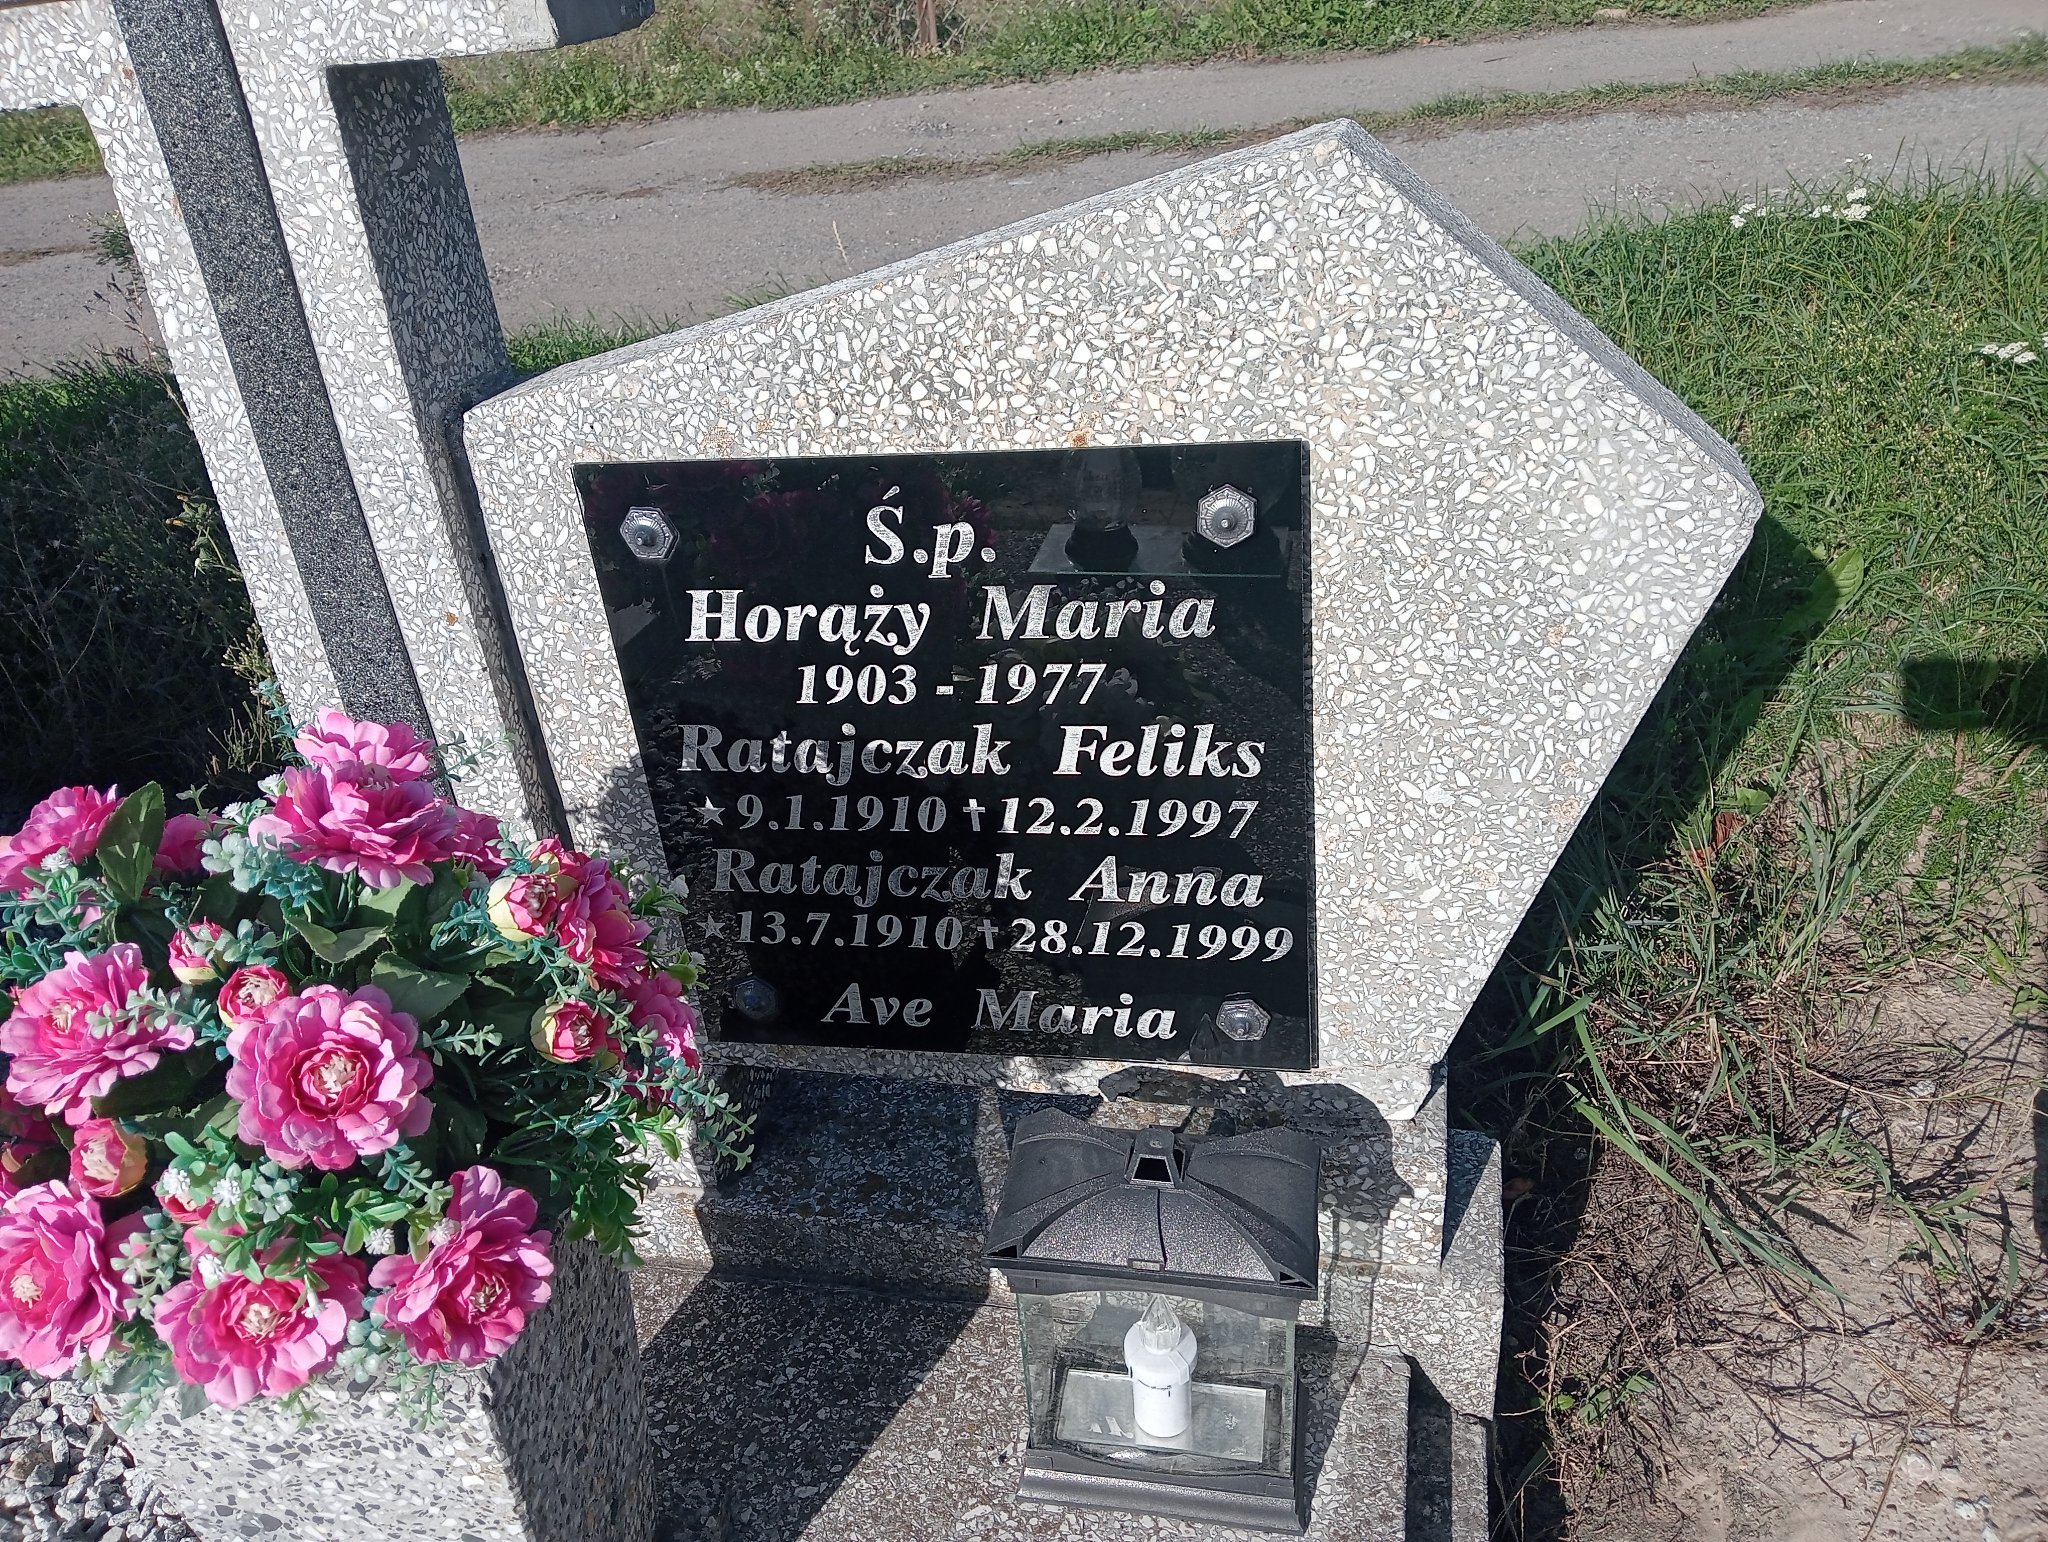 Ś.p.
Horąży Maria
1903 - 1977
Ratajczak Feliks
★ 9.1.1910 ✝ 12.2.1997
Ratajczak Anna
★ 13.7.1910 ✝ 28.12.1999
Ave Maria